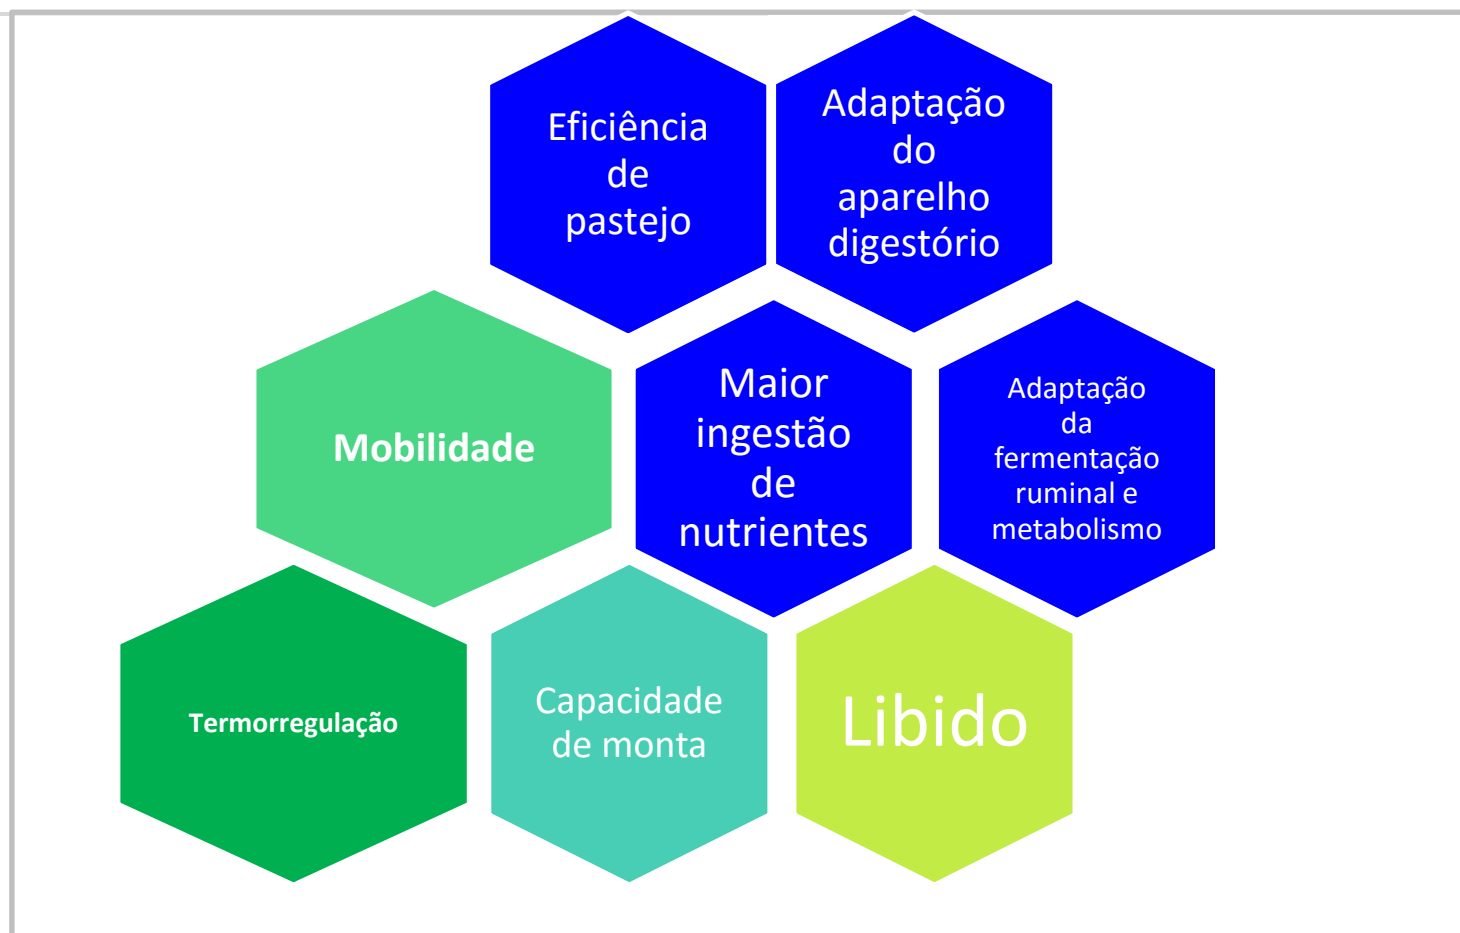 Eficiência
de
pastejo
Adaptação
do
aparelho
digestório
Mobilidade
Maior
ingestão
de
nutrientes
Adaptação
da
fermentação
ruminal e
metabolismo
Termorregulação
Capacidade
de monta
Libido